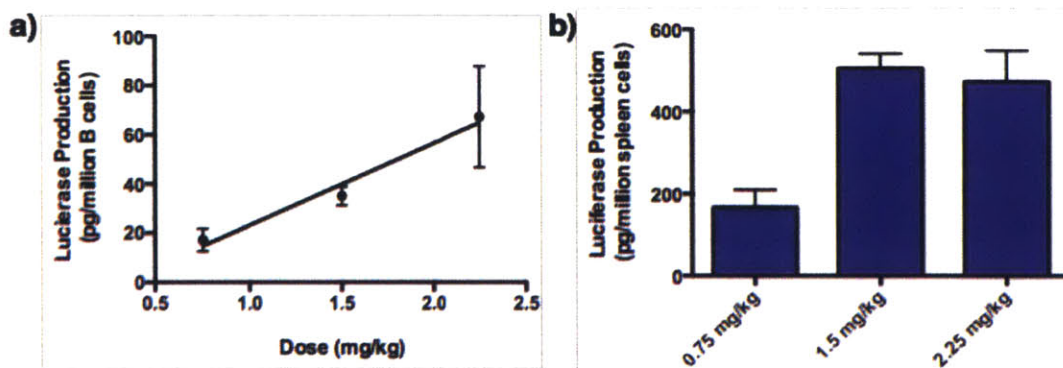 a)
Luciferase Production
(pg/million B cells)
100
80
60
40
20
0
0.5
1.0
1.5
2.0
2.5
Dose (mg/kg)
b)
Luciferase Production
(pg/million spleen cells)
600
400
200
0
0.75 mg/kg
1.5 mg/kg
2.25 mg/kg